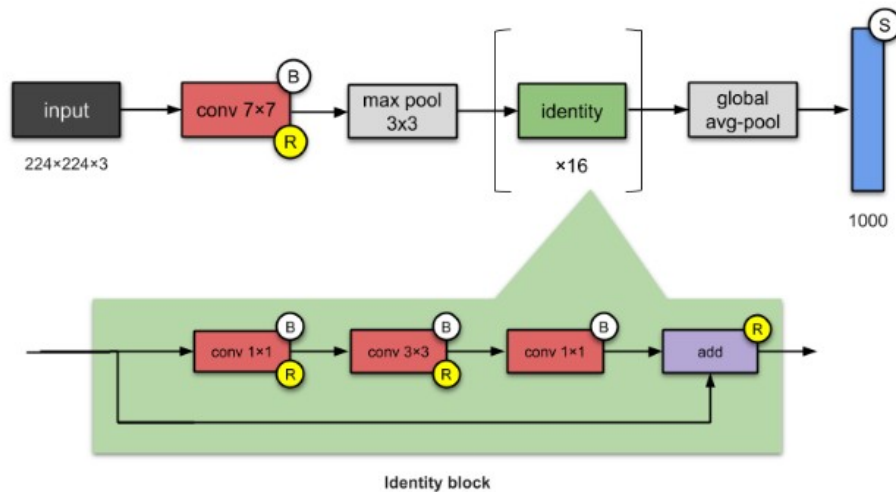 S
B
input
conv 7×7
max pool
3x3
identity
global
avg-pool
R
224×224×3
×16
1000
B
B
B
R
conv 1×1
conv 3×3
conv 1×1
add
R
R
Identity block